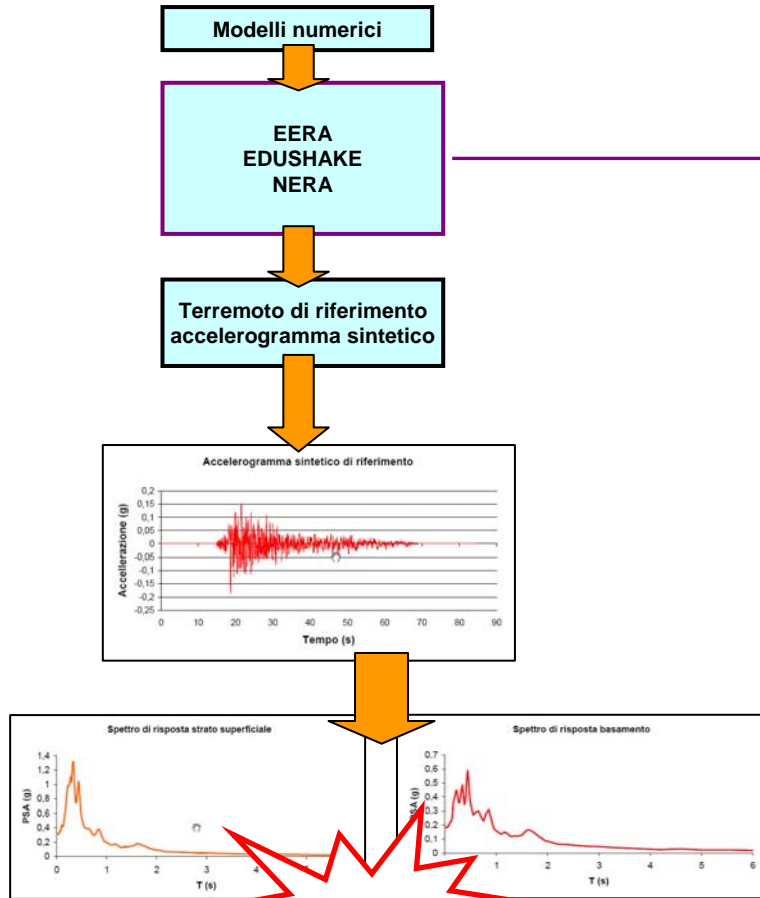 Modelli numerici
EERA
EDUSHAKE
NERA
Terremoto di riferimento
accelerogramma sintetico
Accelerogramma sintetico di riferimento
Accellerazione (g)
0,2
0,15
0,1
0,05
0
-0,05
-0,1
-0,15
-0,2
-0,25
0 10 20 30 40 50 60 70 80 90
Tempo (s)
Spettro di risposta strato superficiale
PSA (g)
1,4
1,2
1
0,8
0,6
0,4
0,2
0
0 1 2 3 4
T (s)
Spettro di risposta basamento
PSA (g)
0,7
0,6
0,5
0,4
0,3
0,2
0,1
0
1 2 3 4 5 6
T (s)